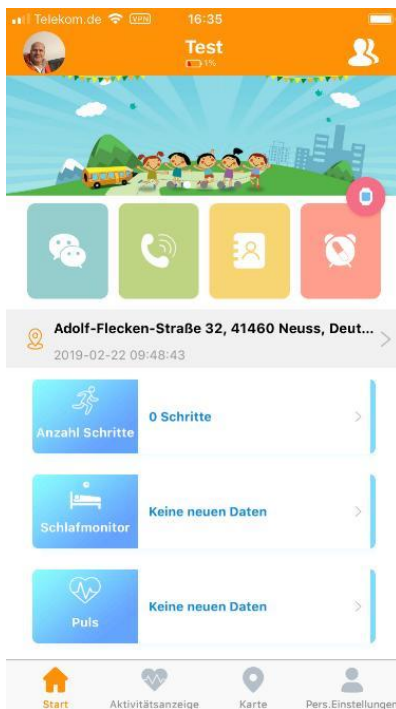 Telekom.de VPN 16:35
Test
1%
Adolf-Flecken-Straße 32, 41460 Neuss, Deut...
2019-02-22 09:48:43
0 Schritte
Anzahl Schritte
Keine neuen Daten
Schlafmonitor
Keine neuen Daten
Puls
Start Aktivitätsanzeige Karte Pers.Einstellungen